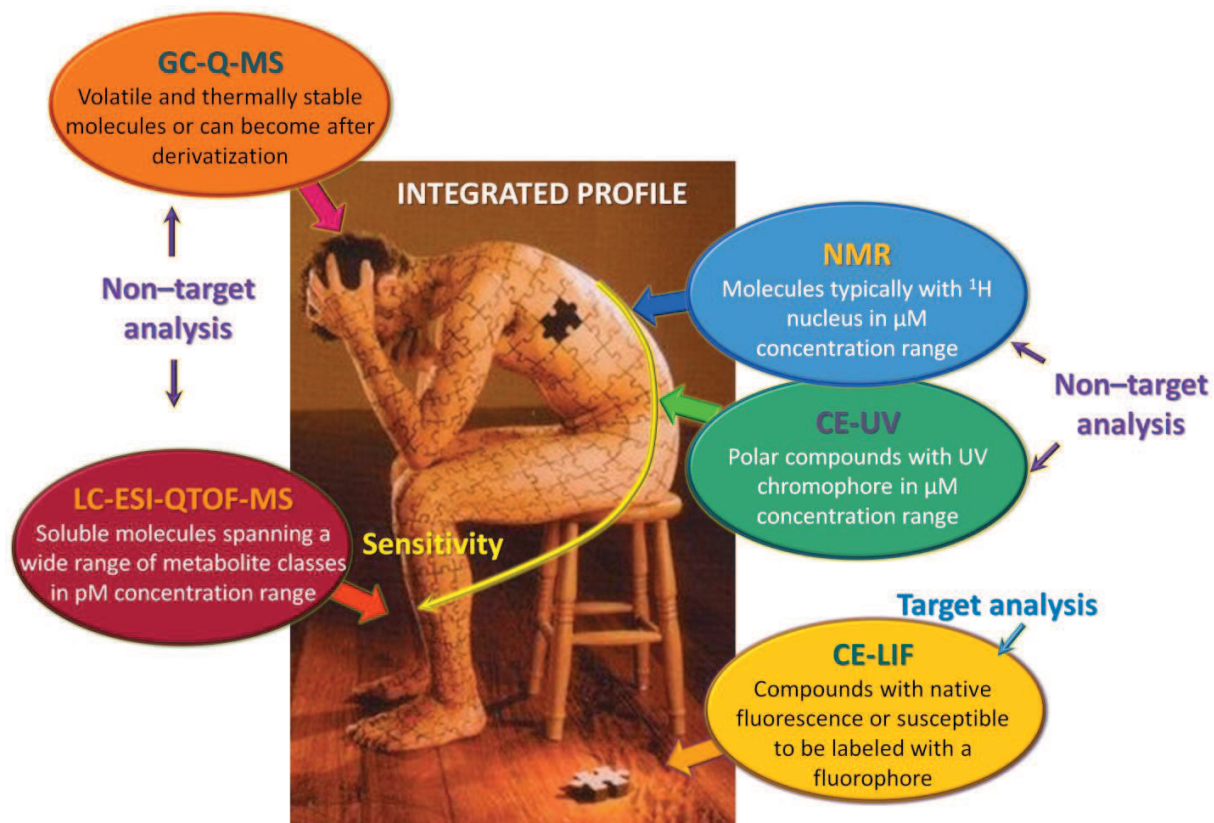 GC-Q-MS
Volatile and thermally stable
molecules or can become after
derivatization
INTEGRATED PROFILE
Non–target
analysis
NMR
Molecules typically with ¹H
nucleus in µM
concentration range
Non–target
analysis
CE-UV
Polar compounds with UV
chromophore in µM
concentration range
LC-ESI-QTOF-MS
Soluble molecules spanning a
wide range of metabolite classes
in pM concentration range
Sensitivity
Target analysis
CE-LIF
Compounds with native
fluorescence or susceptible
to be labeled with a
fluorophore